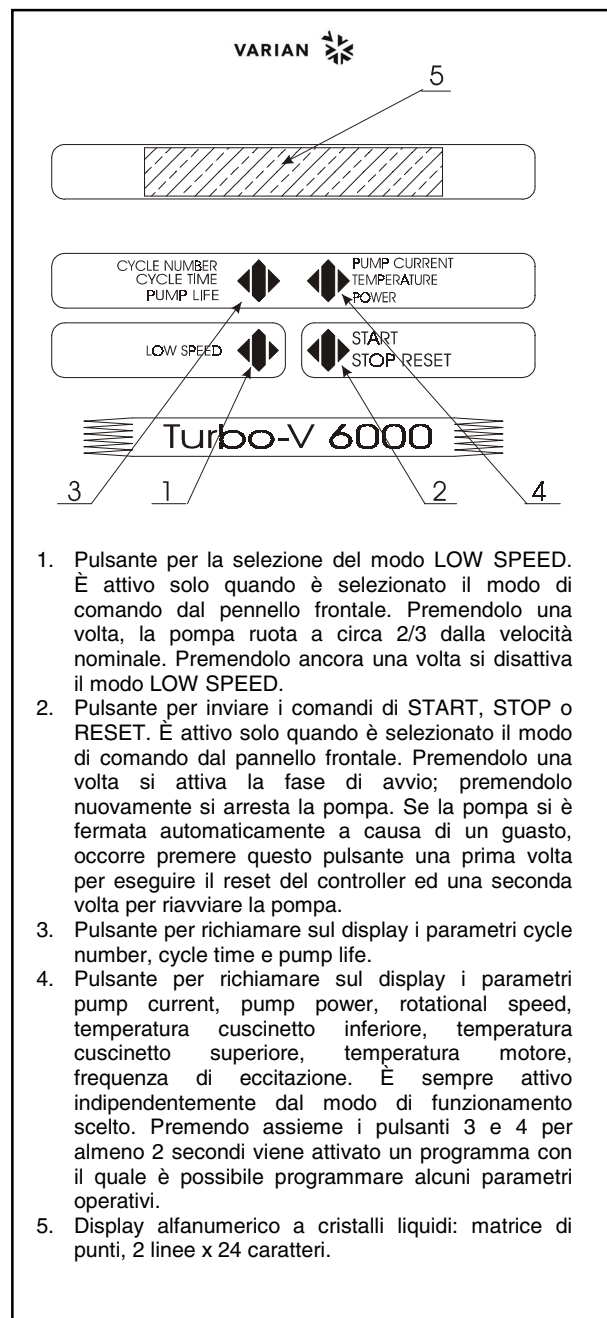 VARIAN
5
CYCLE NUMBER
CYCLE TIME
PUMP LIFE
PUMP CURRENT
TEMPERATURE
POWER
LOW SPEED
START
STOP RESET
Turbo-V 6000
3 1 2 4
1. Pulsante per la selezione del modo LOW SPEED.
È attivo solo quando è selezionato il modo di
comando dal pennello frontale. Premendolo una
volta, la pompa ruota a circa 2/3 dalla velocità
nominale. Premendolo ancora una volta si disattiva
il modo LOW SPEED.
2. Pulsante per inviare i comandi di START, STOP o
RESET. È attivo solo quando è selezionato il modo
di comando dal pannello frontale. Premendolo una
volta si attiva la fase di avvio; premendolo
nuovamente si arresta la pompa. Se la pompa si è
fermata automaticamente a causa di un guasto,
occorre premere questo pulsante una prima volta
per eseguire il reset del controller ed una seconda
volta per riavviare la pompa.
3. Pulsante per richiamare sul display i parametri cycle
number, cycle time e pump life.
4. Pulsante per richiamare sul display i parametri
pump current, pump power, rotational speed,
temperatura cuscinetto inferiore, temperatura
cuscinetto superiore, temperatura motore,
frequenza di eccitazione. È sempre attivo
indipendentemente dal modo di funzionamento
scelto. Premendo assieme i pulsanti 3 e 4 per
almeno 2 secondi viene attivato un programma con
il quale è possibile programmare alcuni parametri
operativi.
5. Display alfanumerico a cristalli liquidi: matrice di
punti, 2 linee x 24 caratteri.